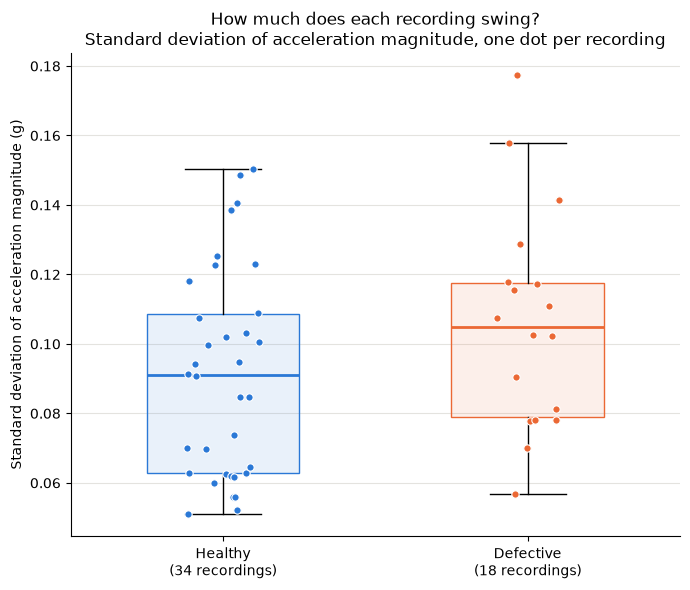 How much does each recording swing?
Standard deviation of acceleration magnitude, one dot per recording
Standard deviation of acceleration magnitude (g)
0.18
0.16
0.14
0.12
0.10
0.08
0.06
Healthy
(34 recordings)
Defective
(18 recordings)